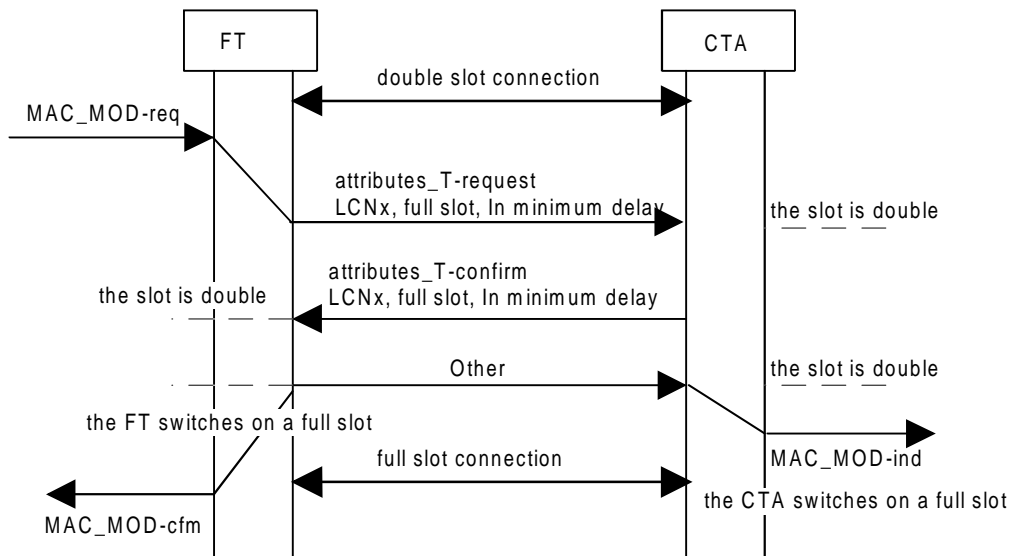 FT
CTA
double slot connection
MAC_MOD-req
attributes_T-request
LCNx, full slot, In minimum delay
the slot is double
attributes_T-confirm
LCNx, full slot, In minimum delay
the slot is double
Other
the slot is double
the FT switches on a full slot
full slot connection
MAC_MOD-ind
the CTA switches on a full slot
MAC_MOD-cfm